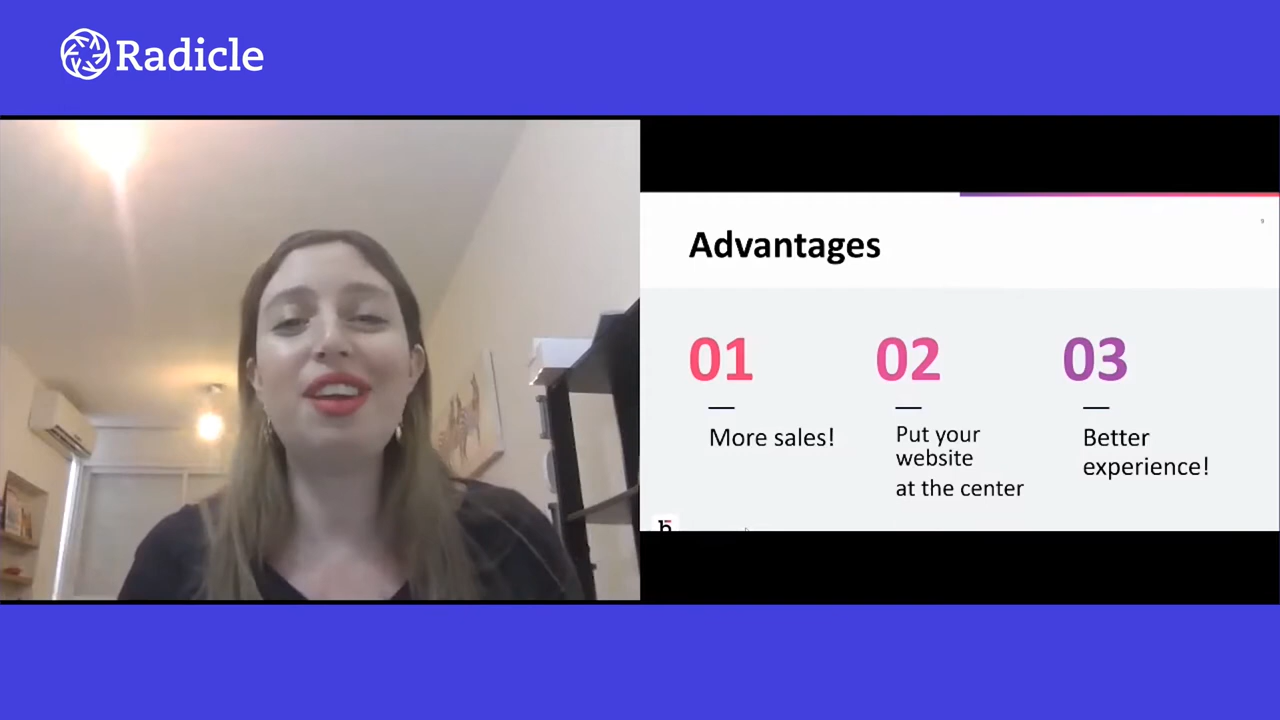 Radicle
Advantages
01
More sales!
02
Put your
website
at the center
03
Better
experience!